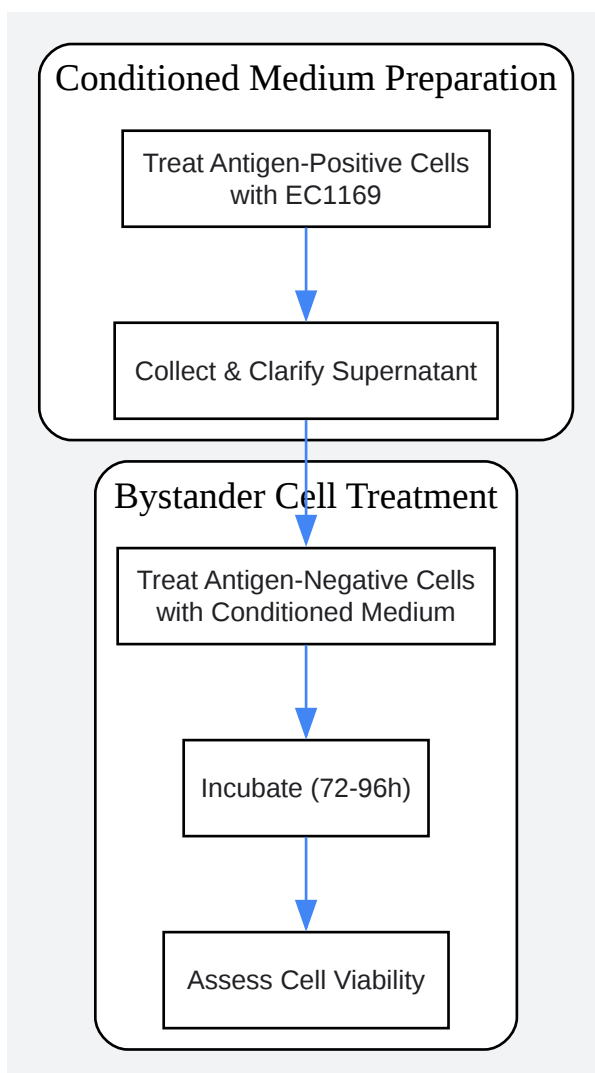 Conditioned Medium Preparation
Treat Antigen-Positive Cells
with EC1169
Collect & Clarify Supernatant
Bystander Cell Treatment
Treat Antigen-Negative Cells
with Conditioned Medium
Incubate (72-96h)
Assess Cell Viability